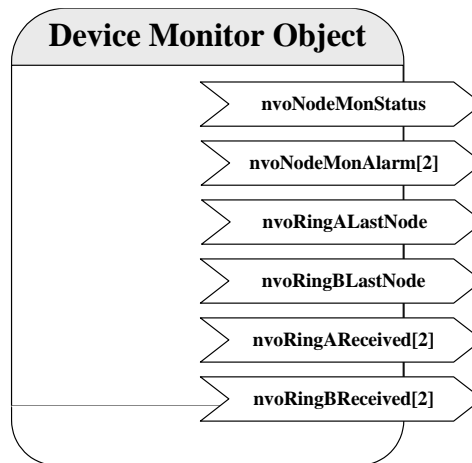 Device Monitor Object
nvoNodeMonStatus
nvoNodeMonAlarm[2]
nvoRingALastNode
nvoRingBLastNode
nvoRingAReceived[2]
nvoRingBReceived[2]